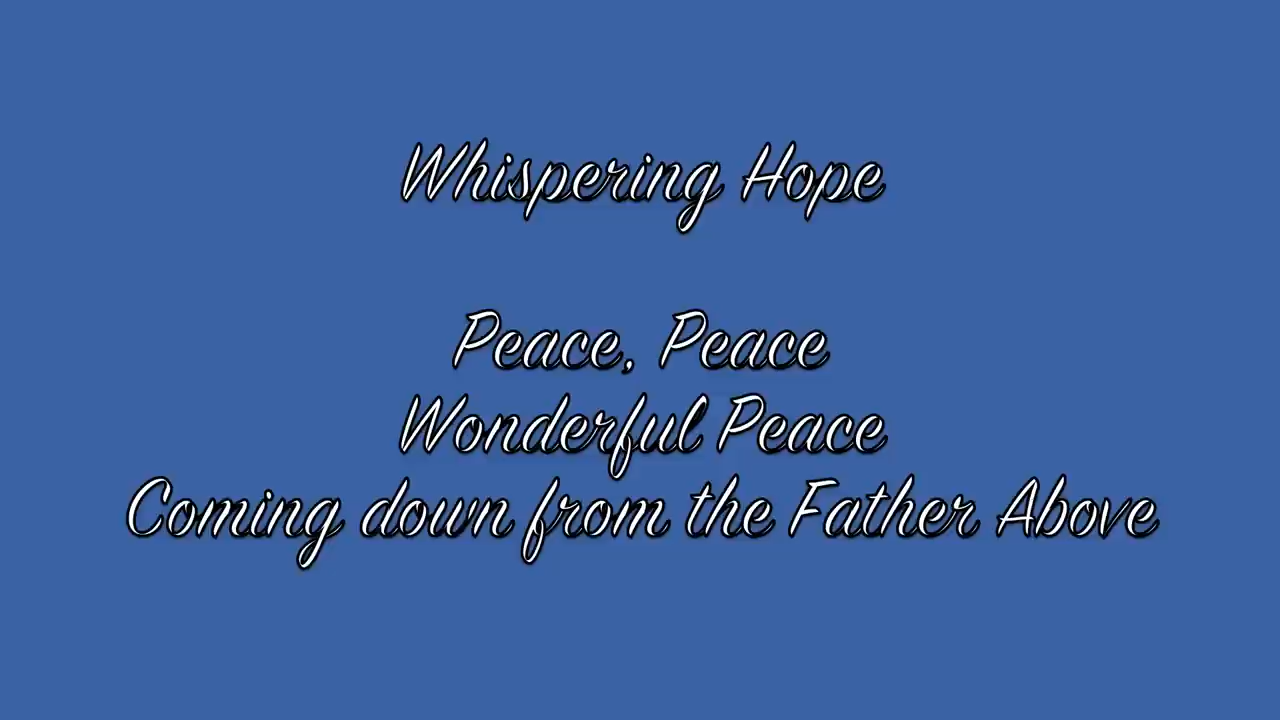 Whispering Hope
Peace, Peace
Wonderful Peace
Coming down from the Father Above